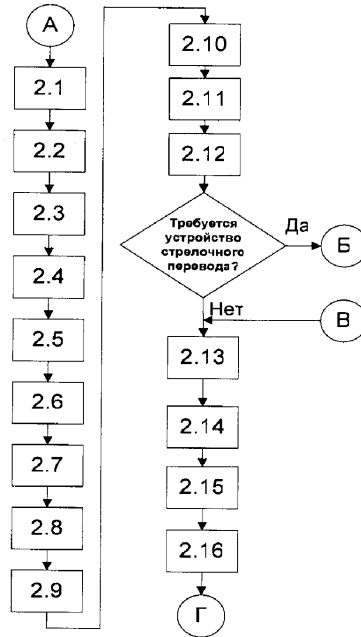 А
2.1
2.2
2.3
2.4
2.5
2.6
2.7
2.8
2.9
2.10
2.11
2.12
Требуется
устройство
стрелочного
перевода?
Да
Б
Нет
В
2.13
2.14
2.15
2.16
Г